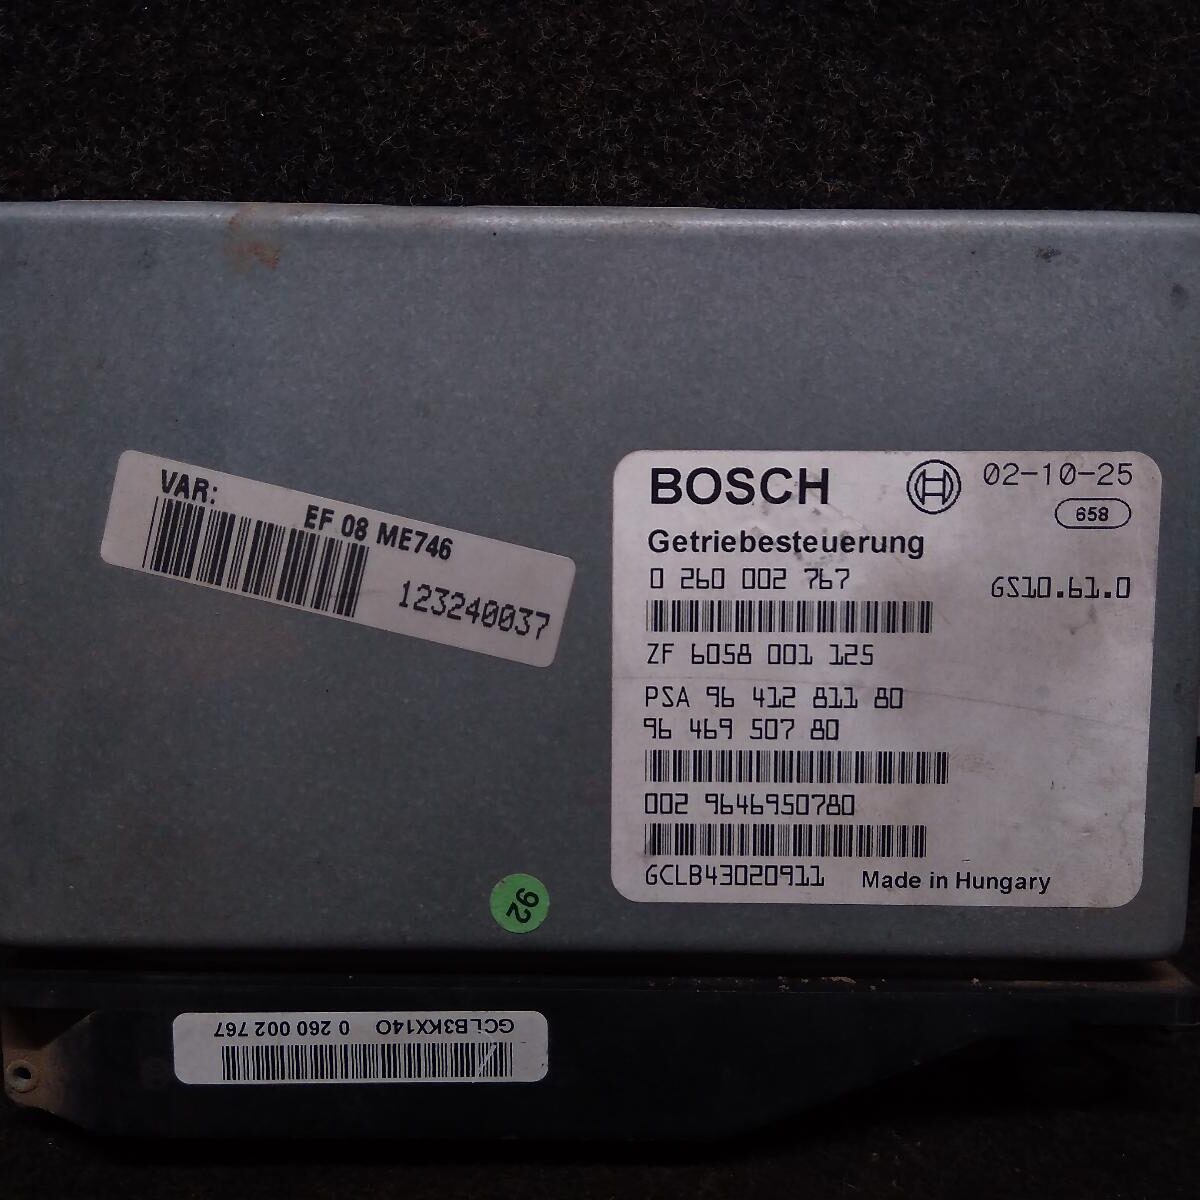 VAR:
EF 08 ME746
123240037
BOSCH
02-10-25
658
Getriebesteuerung
0 260 002 767
GS10.61.0
ZF 6058 001 125
PSA 96 412 811 80
96 469 507 80
002 9646950780
GCLB43020911
Made in Hungary
92
GCLB3KX14O 0 260 002 767